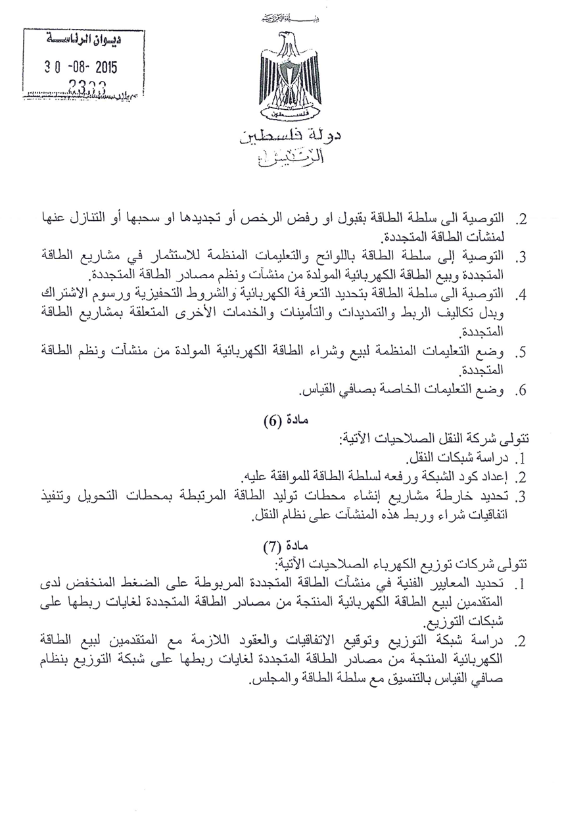 ديوان الرئاسة
30 -08- 2015
دولة فلسطين
الرئيس
2. التوصية الى سلطة الطاقة بقبول او رفض الرخص أو تجديدها او سحبها أو التنازل عنها
لمنشآت الطاقة المتجددة.
3. التوصية إلى سلطة الطاقة باللوائح والتعليمات المنظمة للاستثمار في مشاريع الطاقة
المتجددة وبيع الطاقة الكهربائية المولدة من منشآت ونظم مصادر الطاقة المتجددة.
4. التوصية الى سلطة الطاقة بتحديد التعرفة الكهربائية والشروط التحفيزية ورسوم الاشتراك
وبدل تكاليف الربط والتمديدات والتأمينات والخدمات الأخرى المتعلقة بمشاريع الطاقة
المتجددة.
5. وضع التعليمات المنظمة لبيع وشراء الطاقة الكهربائية المولدة من منشآت ونظم الطاقة
المتجددة.
6. وضع التعليمات الخاصة بصافي القياس.
مادة (6)
تتولى شركة النقل الصلاحيات الآتية:
1. دراسة شبكات النقل.
2. إعداد كود الشبكة ورفعه لسلطة الطاقة للموافقة عليه.
3. تحديد خارطة مشاريع إنشاء محطات توليد الطاقة المرتبطة بمحطات التحويل وتنفيذ
اتفاقيات شراء وربط هذه المنشآت على نظام النقل.
مادة (7)
تتولى شركات توزيع الكهرباء الصلاحيات الآتية:
1. تحديد المعايير الفنية في منشآت الطاقة المتجددة المربوطة على الضغط المنخفض لدى
المتقدمين لبيع الطاقة الكهربائية المنتجة من مصادر الطاقة المتجددة لغايات ربطها على
شبكات التوزيع.
2. دراسة شبكة التوزيع وتوقيع الاتفاقيات والعقود اللازمة مع المتقدمين لبيع الطاقة
الكهربائية المنتجة من مصادر الطاقة المتجددة لغايات ربطها على شبكة التوزيع بنظام
صافي القياس بالتنسيق مع سلطة الطاقة والمجلس.